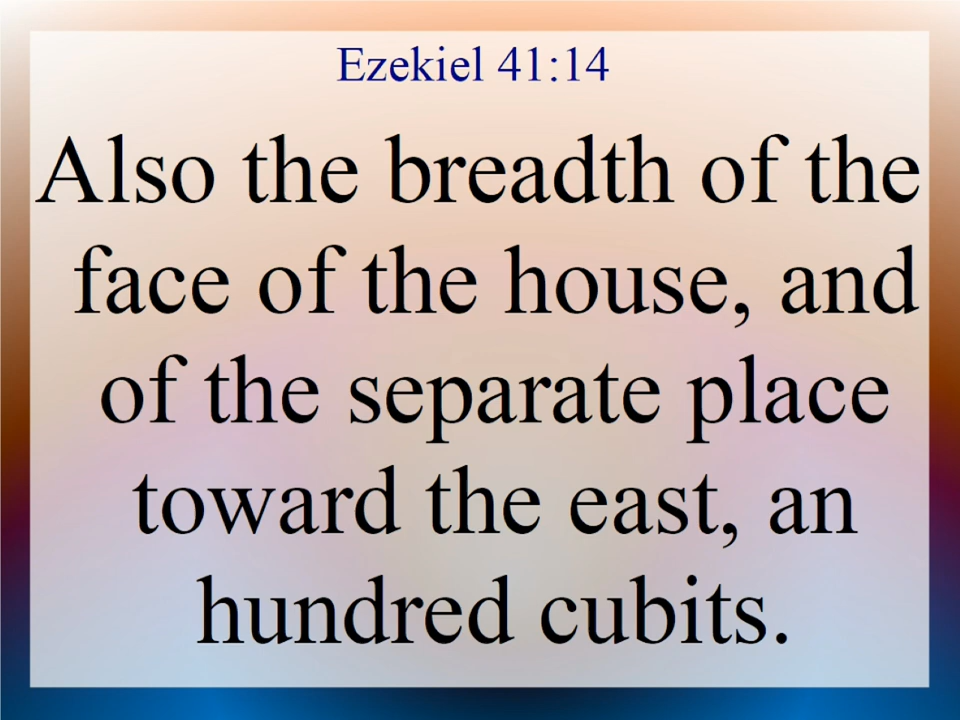 Ezekiel 41:14
Also the breadth of the
face of the house, and
of the separate place
toward the east, an
hundred cubits.